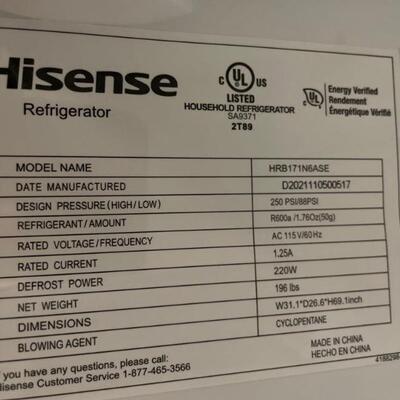 Hisense
Refrigerator
C UL US
LISTED
HOUSEHOLD REFRIGERATOR
SA9371
2T89
UL
Energy Verified
Rendement
Énergétique Vérifié
MODEL NAME HRB171N6ASE
DATE MANUFACTURED D2021110500517
DESIGN PRESSURE (HIGH/LOW) 250 PSI/88PSI
REFRIGERANT/AMOUNT R600a /1.76Oz(50g)
RATED VOLTAGE/FREQUENCY AC 115V/60Hz
RATED CURRENT 1.25A
DEFROST POWER 220W
NET WEIGHT 196 lbs
DIMENSIONS W31.1*D26.6*H69.1inch
BLOWING AGENT CYCLOPENTANE
MADE IN CHINA
HECHO EN CHINA
f you have any questions, please call:
Hisense Customer Service 1-877-465-3566
4188298